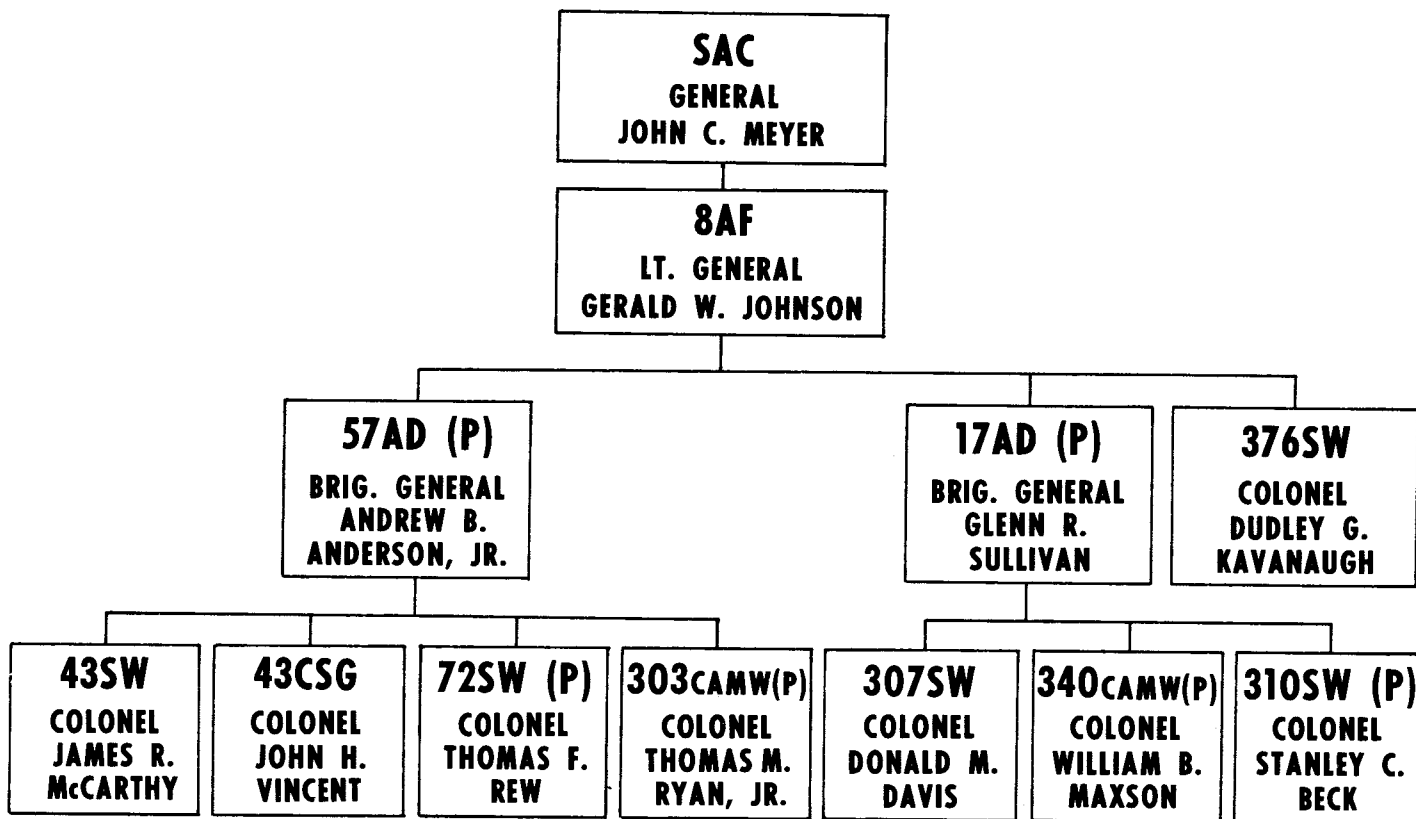 SAC
GENERAL
JOHN C. MEYER
8AF
LT. GENERAL
GERALD W. JOHNSON
57AD (P)
BRIG. GENERAL
ANDREW B.
ANDERSON, JR.
17AD (P)
BRIG. GENERAL
GLENN R.
SULLIVAN
376SW
COLONEL
DUDLEY G.
KAVANAUGH
43SW
COLONEL
JAMES R.
McCARTHY
43CSG
COLONEL
JOHN H.
VINCENT
72SW (P)
COLONEL
THOMAS F.
REW
303CAMW(P)
COLONEL
THOMAS M.
RYAN, JR.
307SW
COLONEL
DONALD M.
DAVIS
340CAMW(P)
COLONEL
WILLIAM B.
MAXSON
310SW (P)
COLONEL
STANLEY C.
BECK